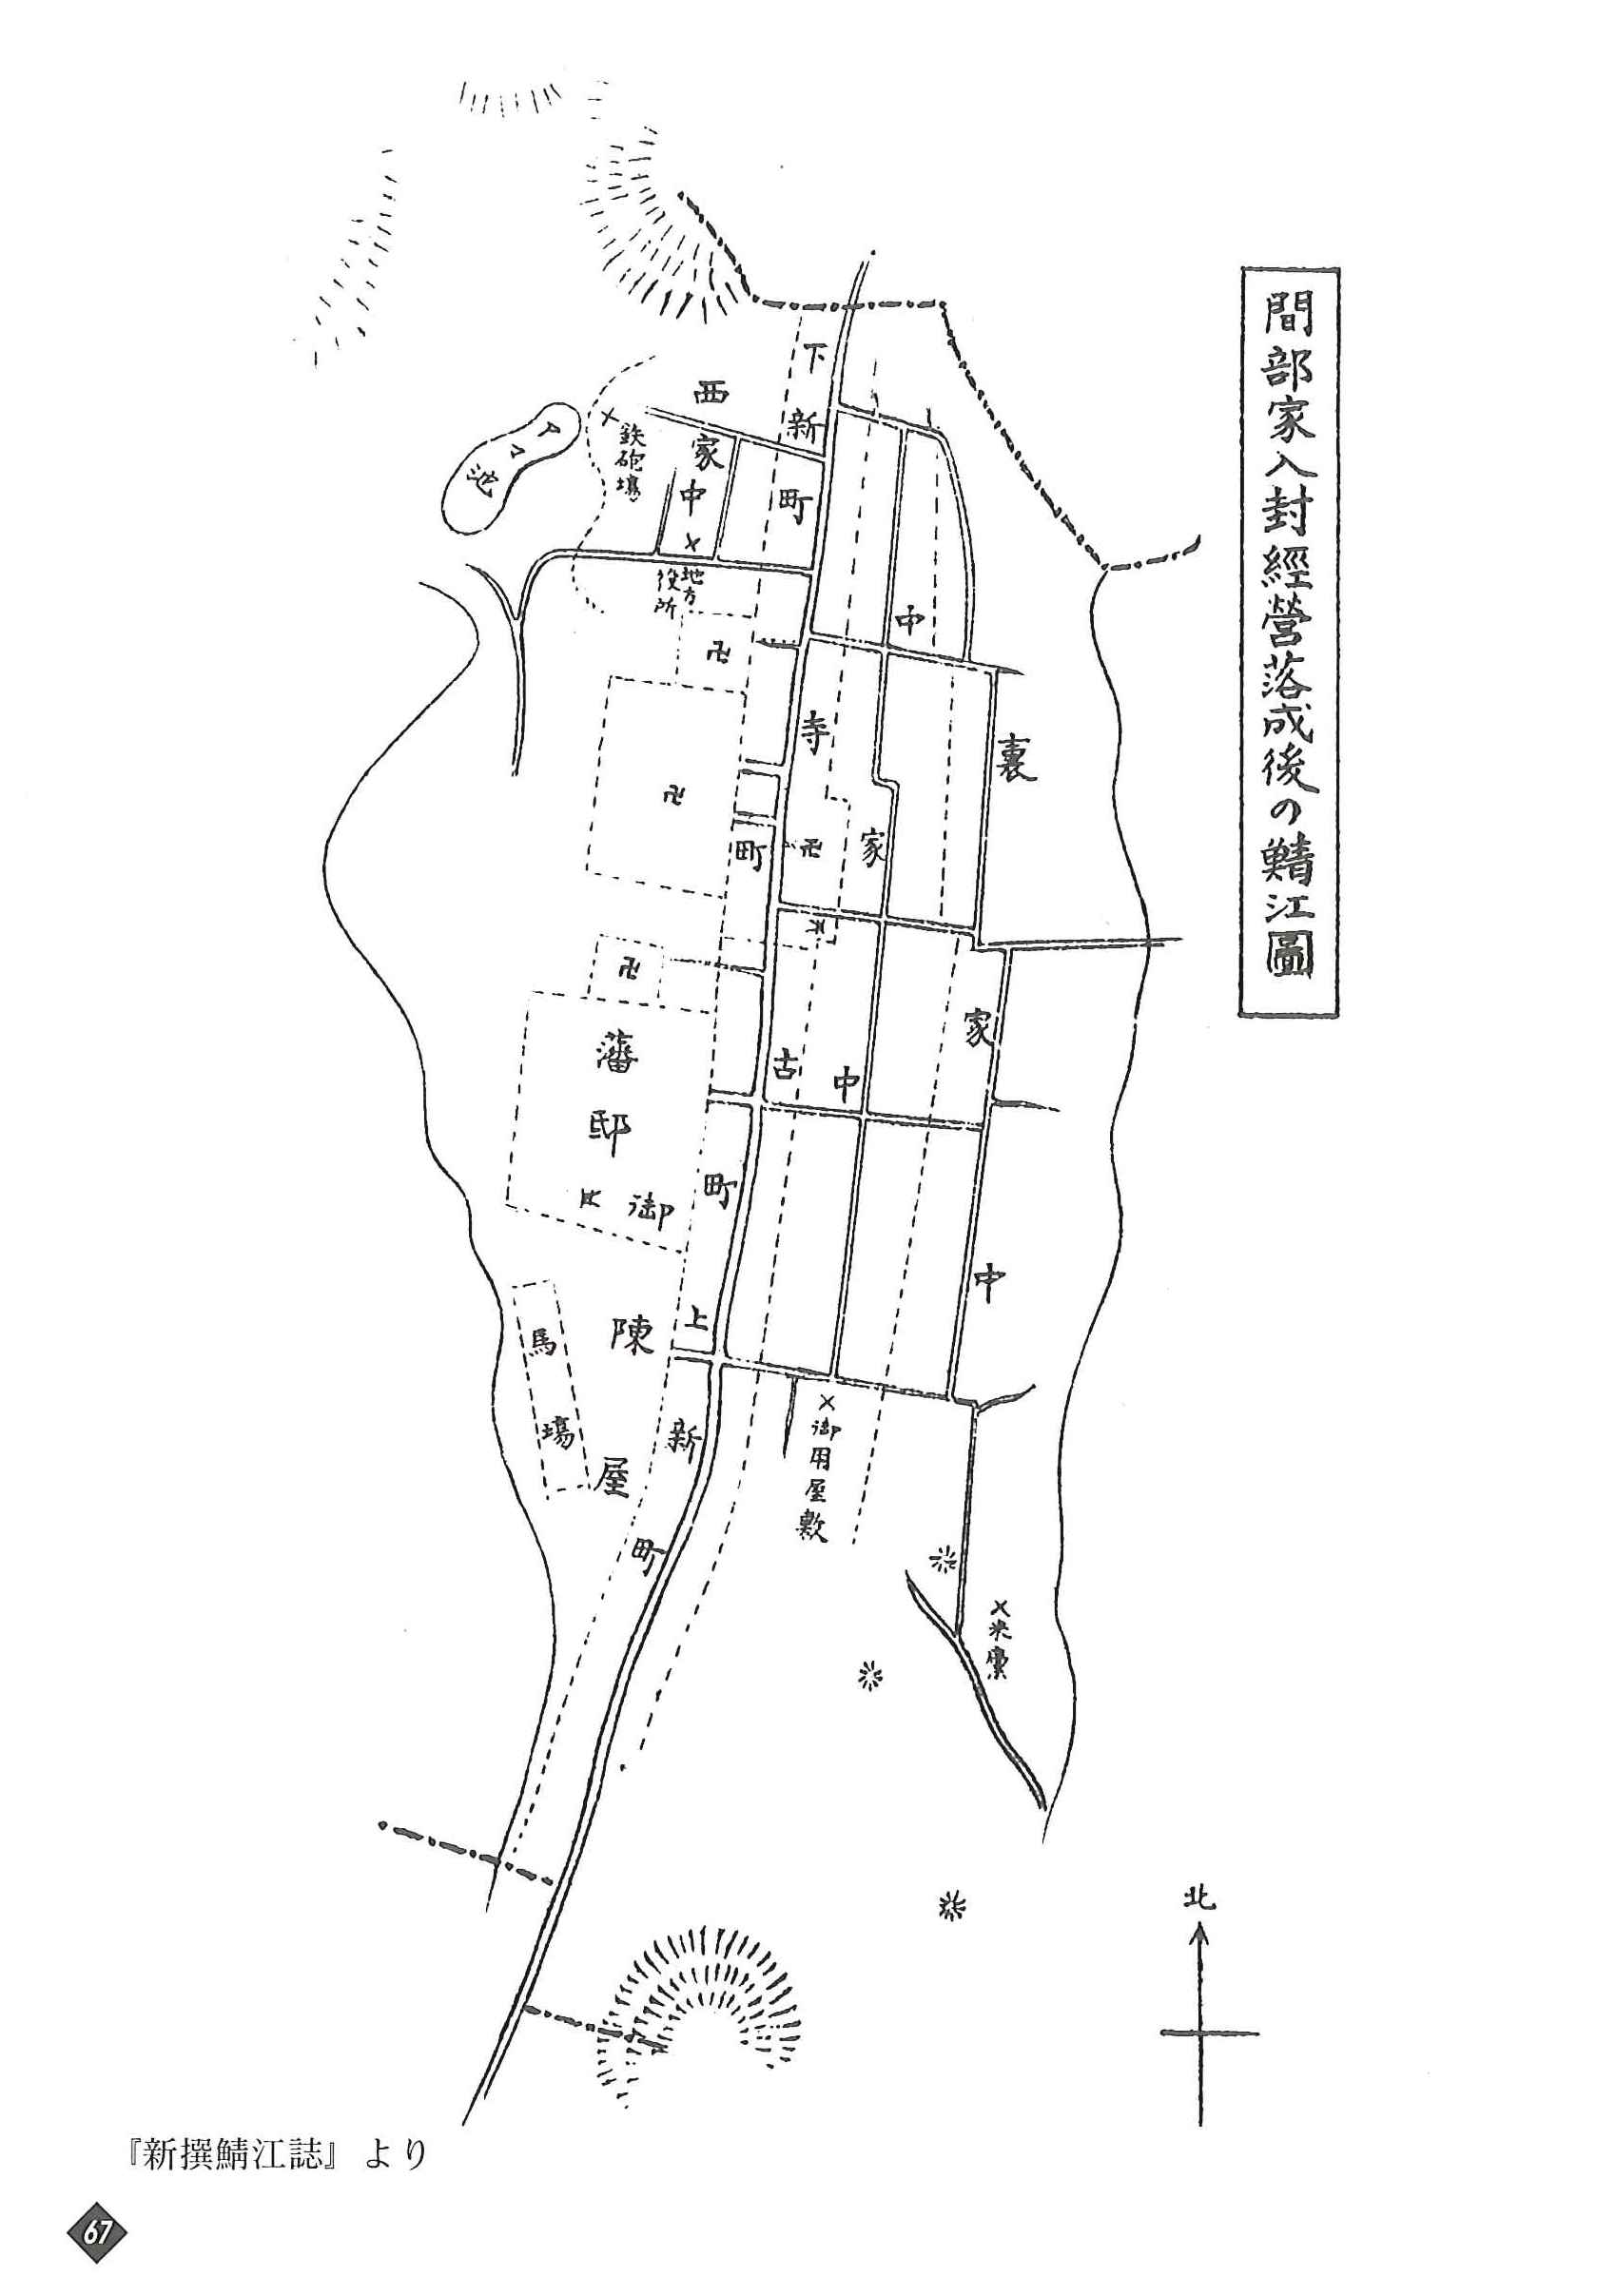 間部家入封經營落成後の鯖江圖
下新町
西家中
鉄砲場
池
地方
役所
卍
中家中
寺町
卍
卍
裏家中
卍
卍
藩邸
古町
御陳屋
馬場
上新町
御用屋敷
米廩
北
『新撰鯖江誌』より
67